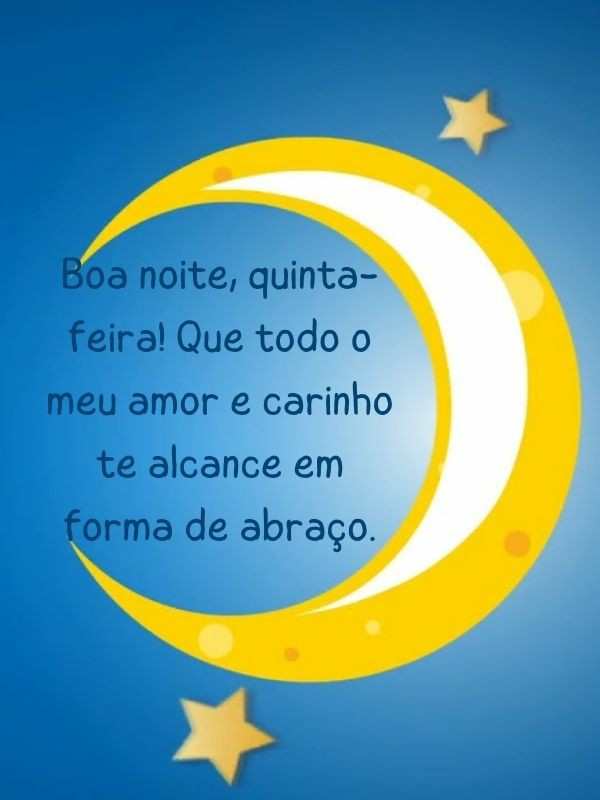 Boa noite, quinta-
feira! Que todo o
meu amor e carinho
te alcance em
forma de abraço.